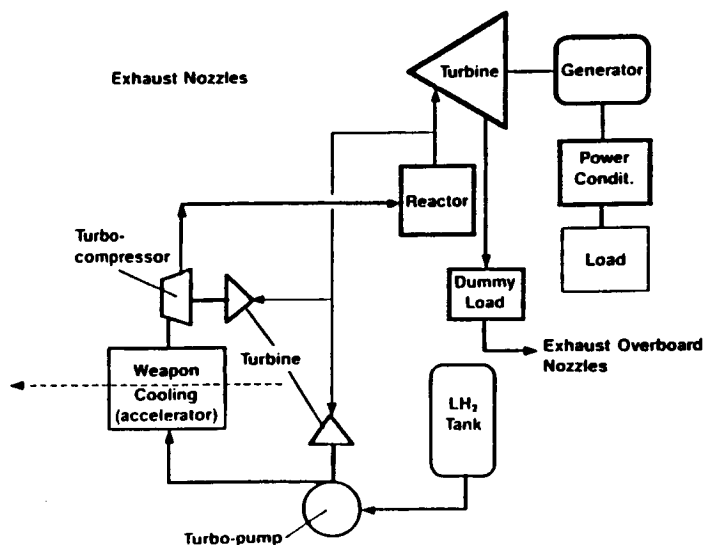 Exhaust Nozzles
Turbine
Generator
Power
Condit.
Reactor
Load
Turbo-
compressor
Dummy
Load
Exhaust Overboard
Nozzles
Turbine
Weapon
Cooling
(accelerator)
LH₂
Tank
Turbo-pump